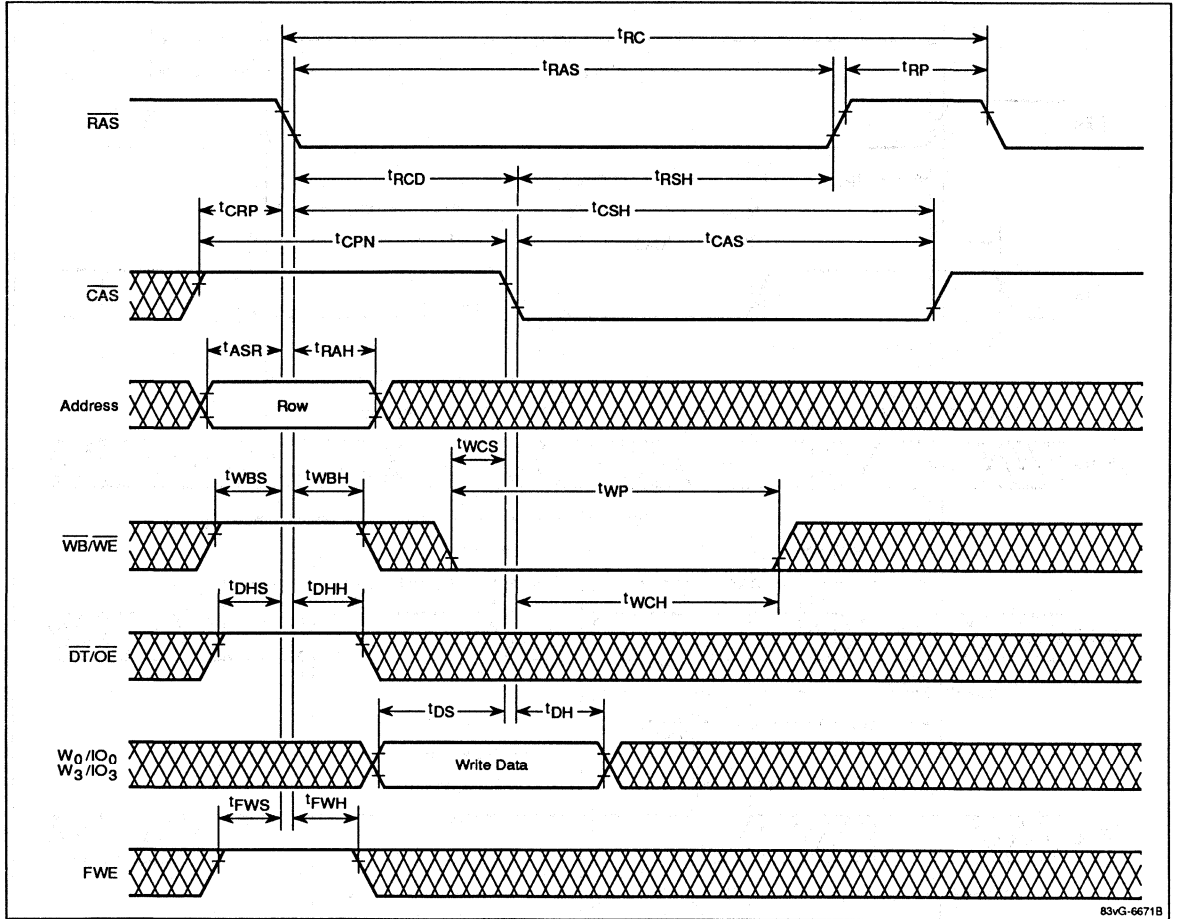 tRC
tRAS
tRP
RAS
tRCD
tRSH
tCRP
tCSH
tCPN
tCAS
CAS
tASR
tRAH
Address
Row
tWCS
tWBS
tWBH
tWP
WB/WE
tDHS
tDHH
tWCH
DT/OE
tDS
tDH
W0/IO0
W3/IO3
Write Data
tFWS
tFWH
FWE
83vG-6671B